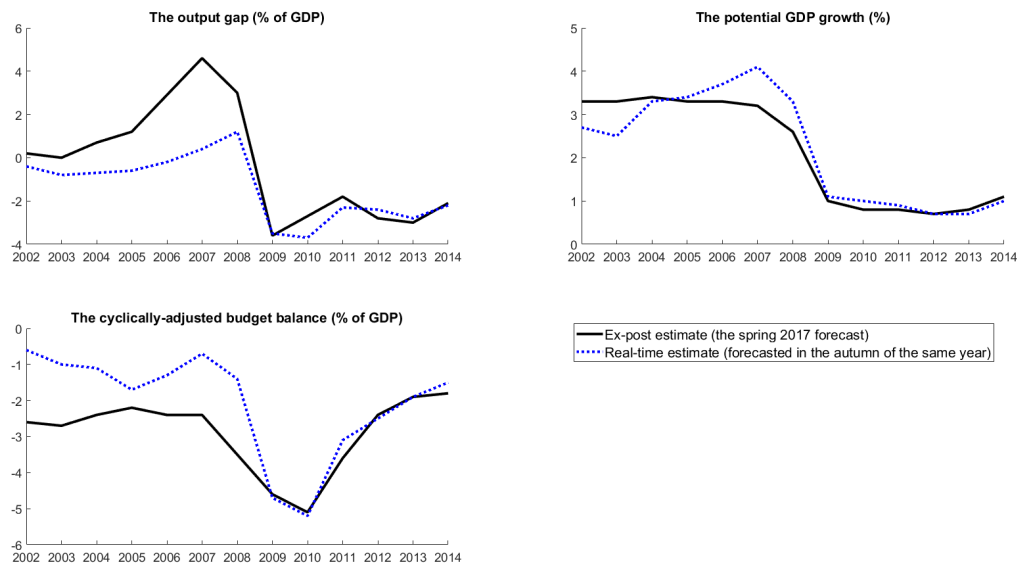 The output gap (% of GDP)
6
4
2
0
-2
-4
2002 2003 2004 2005 2006 2007 2008 2009 2010 2011 2012 2013 2014
The potential GDP growth (%)
5
4
3
2
1
0
2002 2003 2004 2005 2006 2007 2008 2009 2010 2011 2012 2013 2014
The cyclically-adjusted budget balance (% of GDP)
0
-1
-2
-3
-4
-5
-6
2002 2003 2004 2005 2006 2007 2008 2009 2010 2011 2012 2013 2014
Ex-post estimate (the spring 2017 forecast)
Real-time estimate (forecasted in the autumn of the same year)